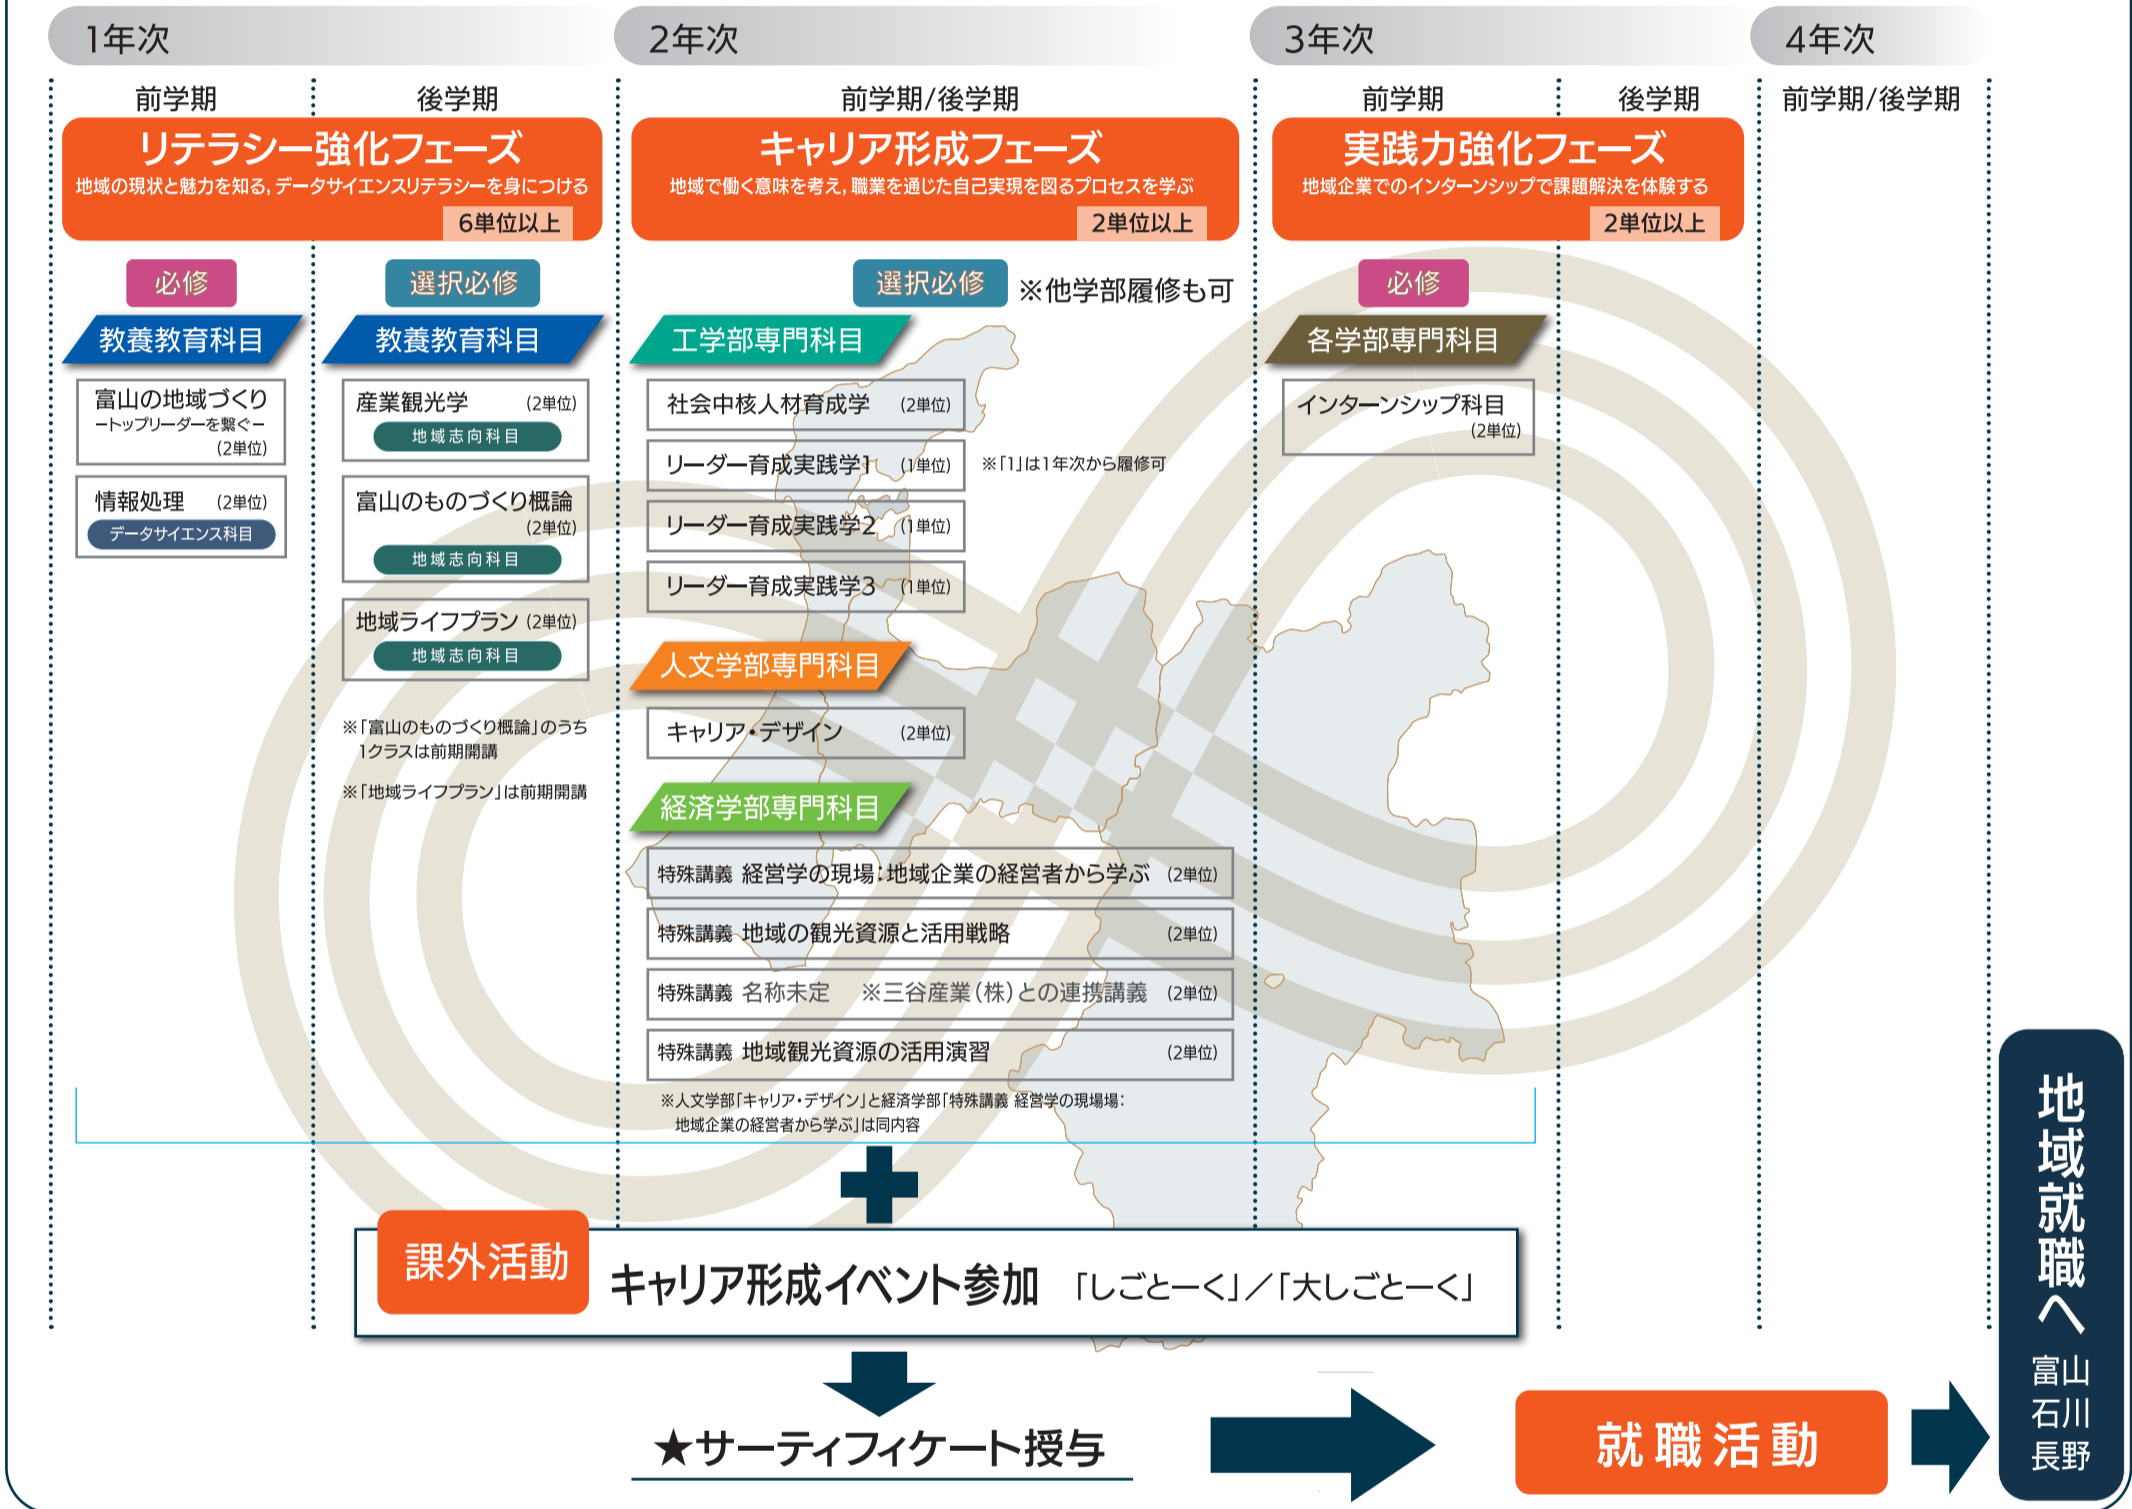 1年次
2年次
3年次
4年次
前学期
後学期
前学期/後学期
前学期
後学期
前学期/後学期
リテラシー強化フェーズ
地域の現状と魅力を知る,データサイエンスリテラシーを身につける
6単位以上
キャリア形成フェーズ
地域で働く意味を考え,職業を通じた自己実現を図るプロセスを学ぶ
2単位以上
実践力強化フェーズ
地域企業でのインターンシップで課題解決を体験する
2単位以上
必修
教養教育科目
富山の地域づくり
ートップリーダーを繋ぐー
(2単位)
情報処理 (2単位)
データサイエンス科目
選択必修
教養教育科目
産業観光学 (2単位)
地域志向科目
富山のものづくり概論
(2単位)
地域志向科目
地域ライフプラン (2単位)
地域志向科目
※「富山のものづくり概論」のうち
1クラスは前期開講
※「地域ライフプラン」は前期開講
選択必修 ※他学部履修も可
工学部専門科目
社会中核人材育成学 (2単位)
リーダー育成実践学1 (1単位) ※「1」は1年次から履修可
リーダー育成実践学2 (1単位)
リーダー育成実践学3 (1単位)
人文学部専門科目
キャリア・デザイン (2単位)
経済学部専門科目
特殊講義 経営学の現場:地域企業の経営者から学ぶ (2単位)
特殊講義 地域の観光資源と活用戦略 (2単位)
特殊講義 名称未定 ※三谷産業(株)との連携講義 (2単位)
特殊講義 地域観光資源の活用演習 (2単位)
※人文学部「キャリア・デザイン」と経済学部「特殊講義 経営学の現場場:
地域企業の経営者から学ぶ」は同内容
必修
各学部専門科目
インターンシップ科目
(2単位)
課外活動
キャリア形成イベント参加 「しごとーく」／「大しごとーく」
★サーティフィケート授与
就職活動
地域就職へ
富山
石川
長野